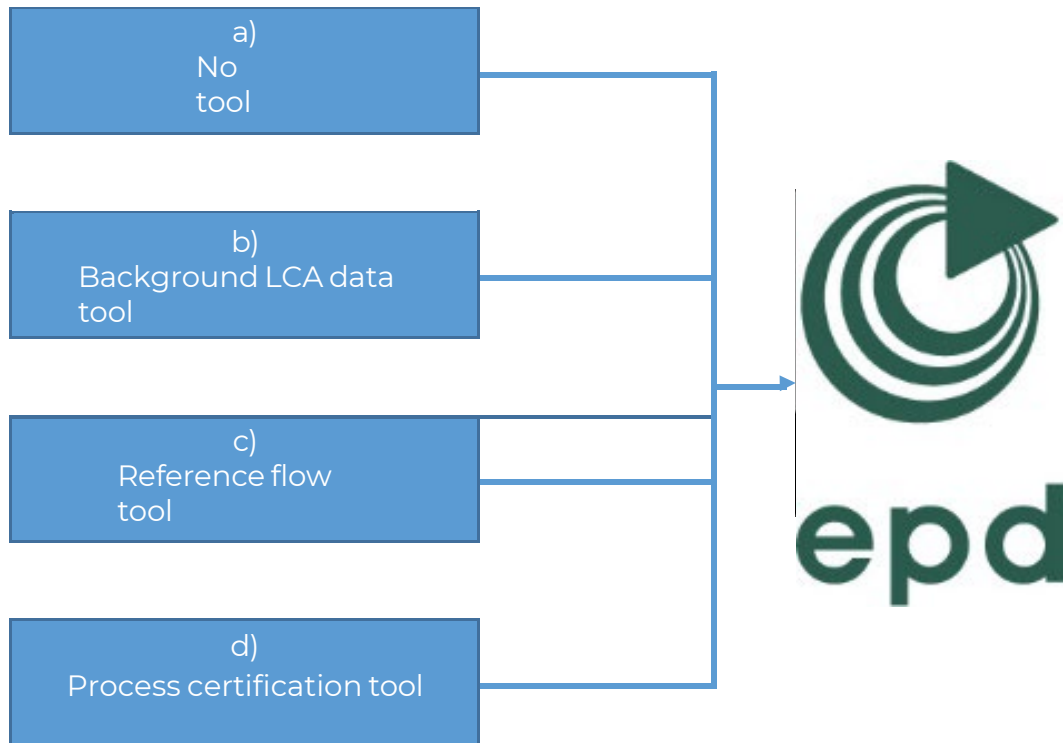 a)
No
tool
b)
Background LCA data
tool
c)
Reference flow
tool
d)
Process certification tool
epd